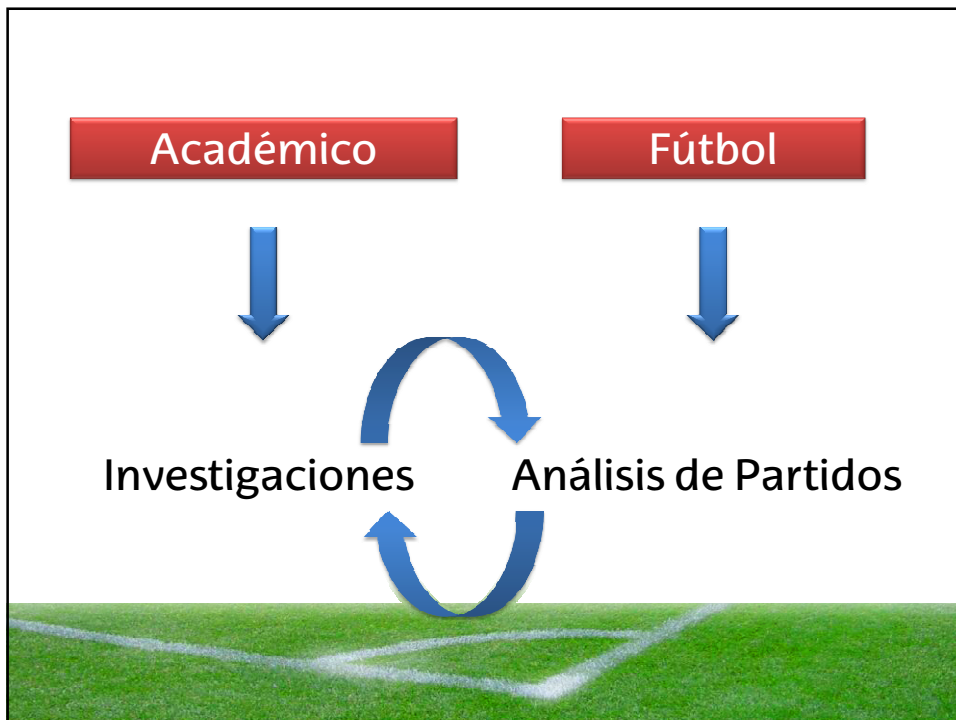 Académico
Fútbol
Investigaciones
Análisis de Partidos